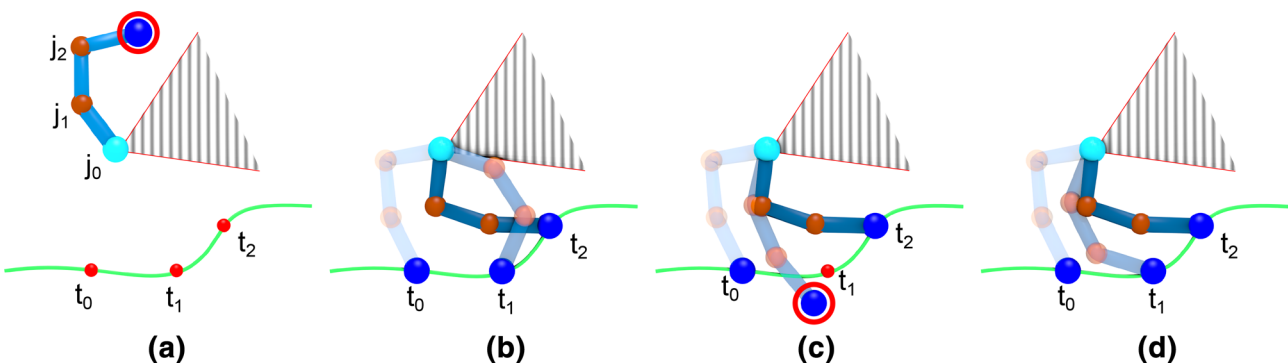 j₂
j₁
j₀
t₀ t₁ t₂
t₀ t₁ t₂
t₀ t₁ t₂
t₀ t₁ t₂
(a) (b) (c) (d)